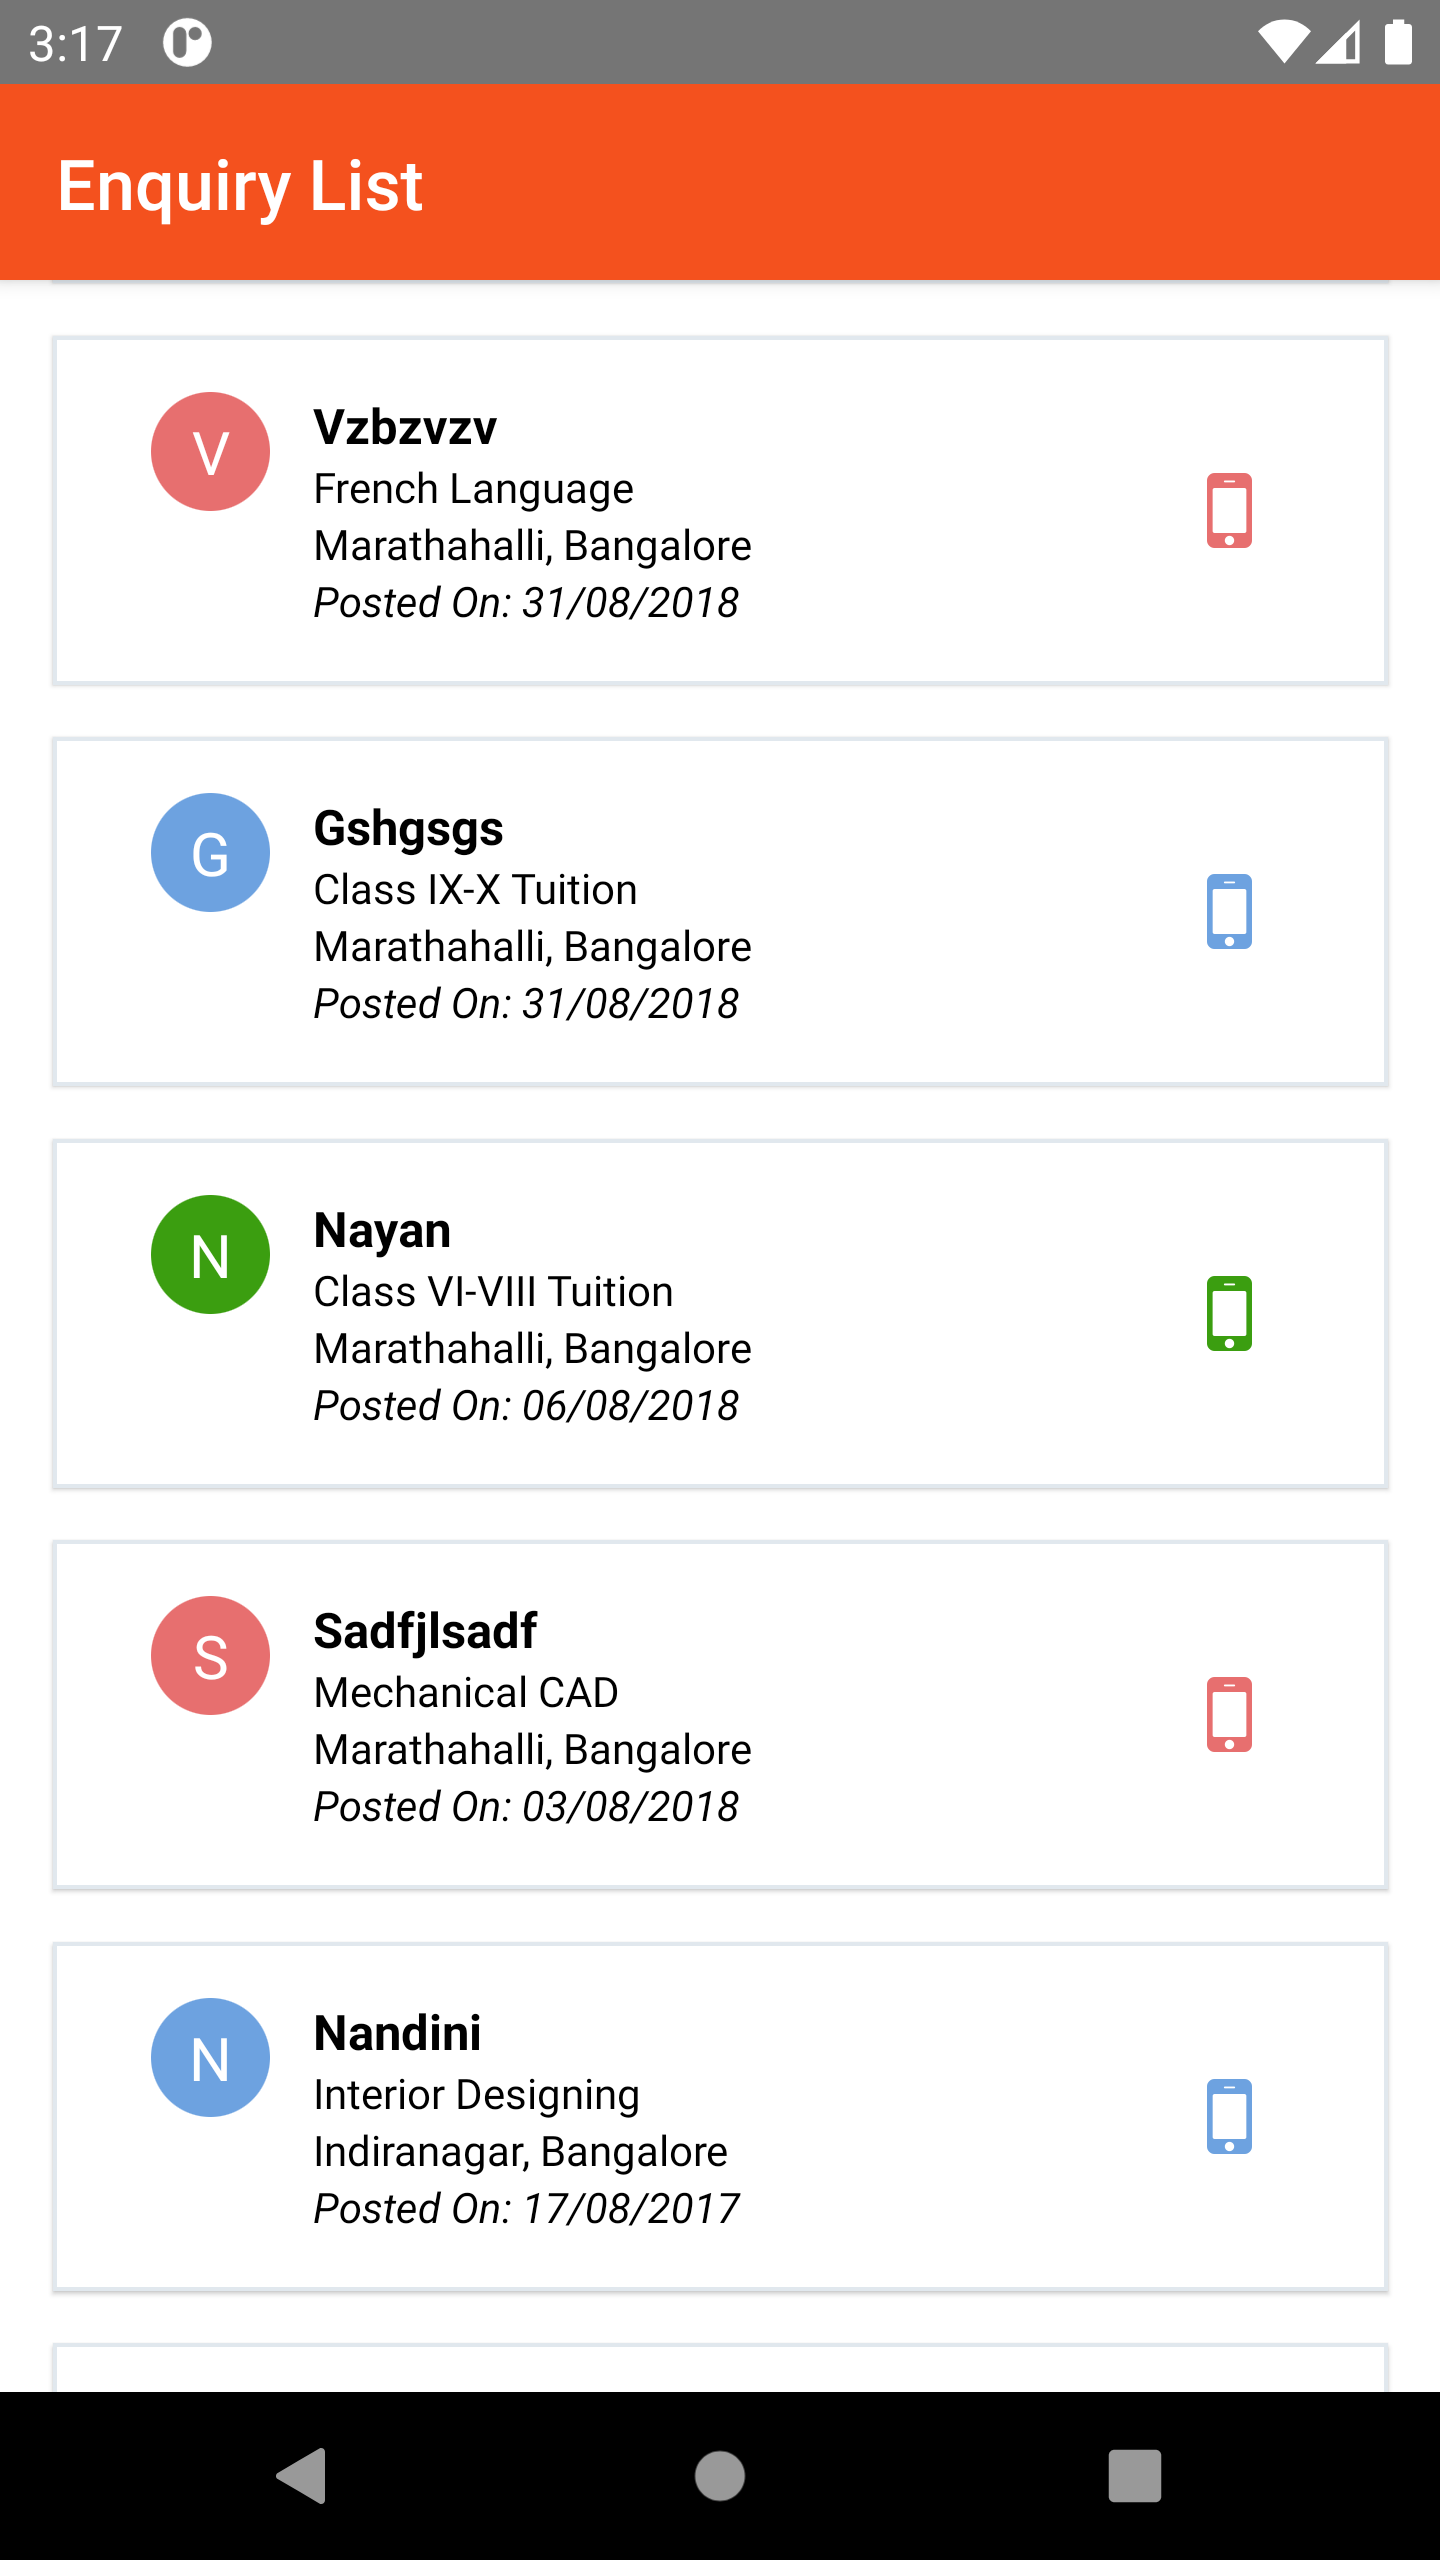 3:17
Enquiry List
V
Vzbzvzv
French Language
Marathahalli, Bangalore
Posted On: 31/08/2018
G
Gshgsgs
Class IX-X Tuition
Marathahalli, Bangalore
Posted On: 31/08/2018
N
Nayan
Class VI-VIII Tuition
Marathahalli, Bangalore
Posted On: 06/08/2018
S
Sadfjlsadf
Mechanical CAD
Marathahalli, Bangalore
Posted On: 03/08/2018
N
Nandini
Interior Designing
Indiranagar, Bangalore
Posted On: 17/08/2017